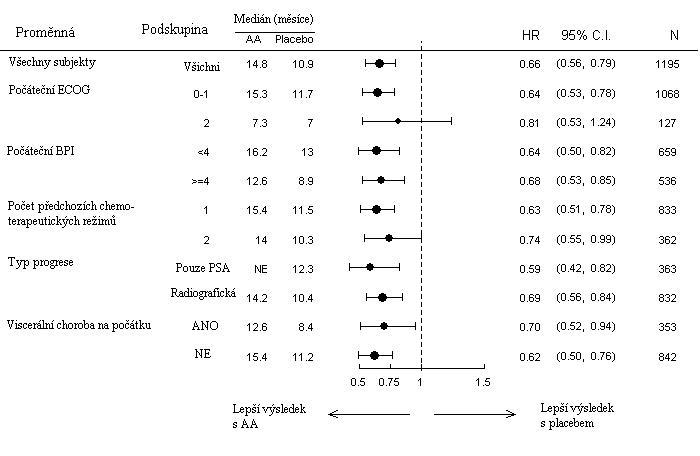 Proměnná Podskupina Medián (měsíce) HR 95% C.I. N
AA Placebo
Všechny subjekty Všichni 14.8 10.9 0.66 (0.56, 0.79) 1195
Počáteční ECOG 0-1 15.3 11.7 0.64 (0.53, 0.78) 1068
2 7.3 7 0.81 (0.53, 1.24) 127
Počáteční BPI <4 16.2 13 0.64 (0.50, 0.82) 659
>=4 12.6 8.9 0.68 (0.53, 0.85) 536
Počet předchozích chemo-
terapeutických režimů 1 15.4 11.5 0.63 (0.51, 0.78) 833
2 14 10.3 0.74 (0.55, 0.99) 362
Typ progrese Pouze PSA NE 12.3 0.59 (0.42, 0.82) 363
Radiografická 14.2 10.4 0.69 (0.56, 0.84) 832
Viscerální choroba na počátku ANO 12.6 8.4 0.70 (0.52, 0.94) 353
NE 15.4 11.2 0.62 (0.50, 0.76) 842
0.5 0.75 1 1.5
Lepší výsledek
s AA
Lepší výsledek
s placebem